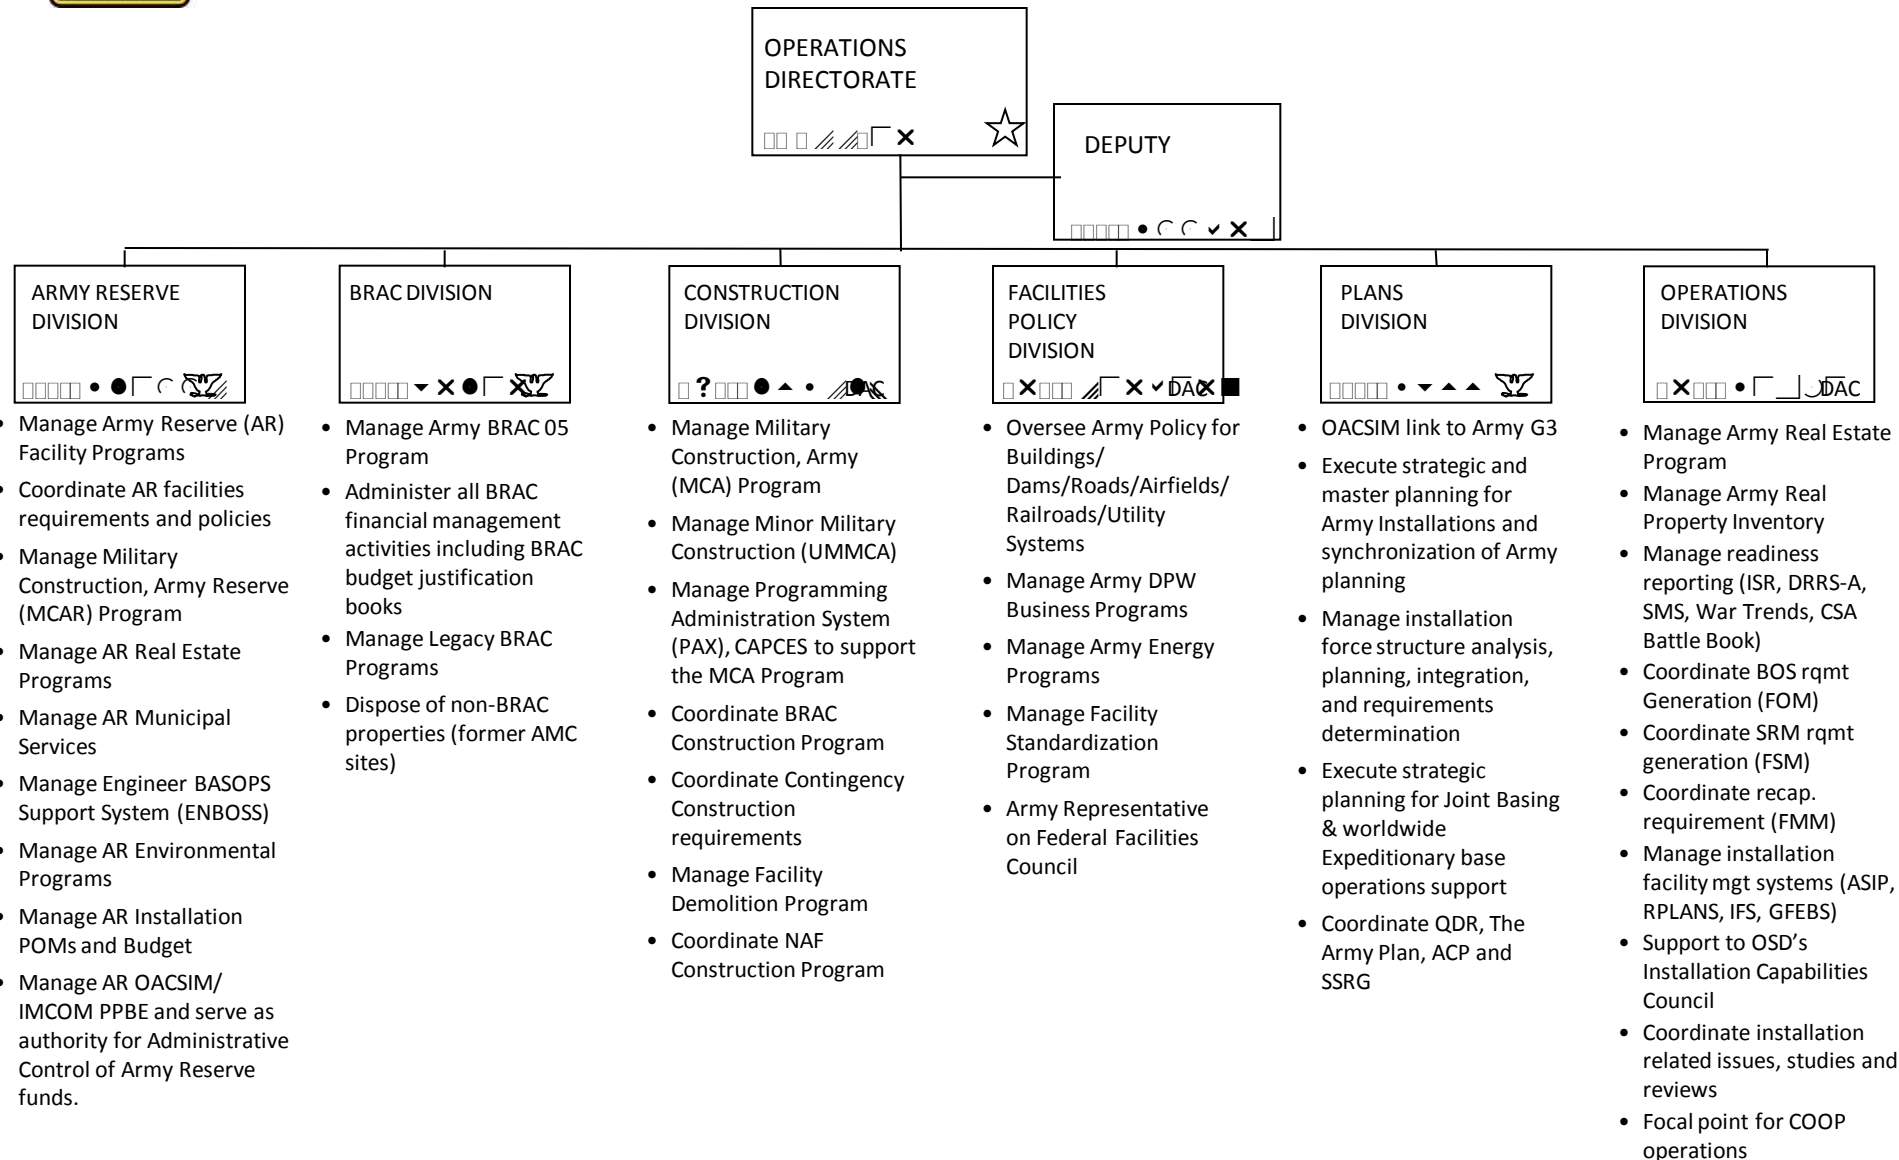 OPERATIONS
DIRECTORATE
DEPUTY
ARMY RESERVE
DIVISION
• Manage Army Reserve (AR)
Facility Programs
• Coordinate AR facilities
requirements and policies
• Manage Military
Construction, Army Reserve
(MCAR) Program
• Manage AR Real Estate
Programs
• Manage AR Municipal
Services
• Manage Engineer BASOPS
Support System (ENBOSS)
• Manage AR Environmental
Programs
• Manage AR Installation
POMs and Budget
• Manage AR OACSIM/
IMCOM PPBE and serve as
authority for Administrative
Control of Army Reserve
funds.
BRAC DIVISION
• Manage Army BRAC 05
Program
• Administer all BRAC
financial management
activities including BRAC
budget justification
books
• Manage Legacy BRAC
Programs
• Dispose of non-BRAC
properties (former AMC
sites)
CONSTRUCTION
DIVISION
DAC
• Manage Military
Construction, Army
(MCA) Program
• Manage Minor Military
Construction (UMMCA)
• Manage Programming
Administration System
(PAX), CAPCES to support
the MCA Program
• Coordinate BRAC
Construction Program
• Coordinate Contingency
Construction
requirements
• Manage Facility
Demolition Program
• Coordinate NAF
Construction Program
FACILITIES
POLICY
DIVISION
DAC
• Oversee Army Policy for
Buildings/
Dams/Roads/Airfields/
Railroads/Utility
Systems
• Manage Army DPW
Business Programs
• Manage Army Energy
Programs
• Manage Facility
Standardization
Program
• Army Representative
on Federal Facilities
Council
PLANS
DIVISION
• OACSIM link to Army G3
• Execute strategic and
master planning for
Army Installations and
synchronization of Army
planning
• Manage installation
force structure analysis,
planning, integration,
and requirements
determination
• Execute strategic
planning for Joint Basing
& worldwide
Expeditionary base
operations support
• Coordinate QDR, The
Army Plan, ACP and
SSRG
OPERATIONS
DIVISION
DAC
• Manage Army Real Estate
Program
• Manage Army Real
Property Inventory
• Manage readiness
reporting (ISR, DRRS-A,
SMS, War Trends, CSA
Battle Book)
• Coordinate BOS rqmt
Generation (FOM)
• Coordinate SRM rqmt
generation (FSM)
• Coordinate recap.
requirement (FMM)
• Manage installation
facility mgt systems (ASIP,
RPLANS, IFS, GFEBS)
• Support to OSD's
Installation Capabilities
Council
• Coordinate installation
related issues, studies and
reviews
• Focal point for COOP
operations